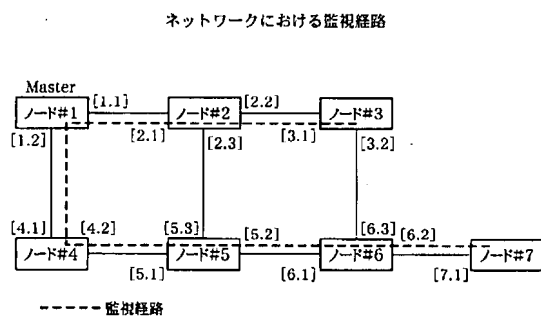 ネットワークにおける監視経路
Master
ノード#1
[1.1]
ノード#2
[2.2]
ノード#3
[1.2]
[2.1]
[2.3]
[3.1]
[3.2]
[4.1]
[4.2]
[5.3]
[5.2]
[6.3]
[6.2]
ノード#4
ノード#5
ノード#6
ノード#7
[5.1]
[6.1]
[7.1]
監視経路